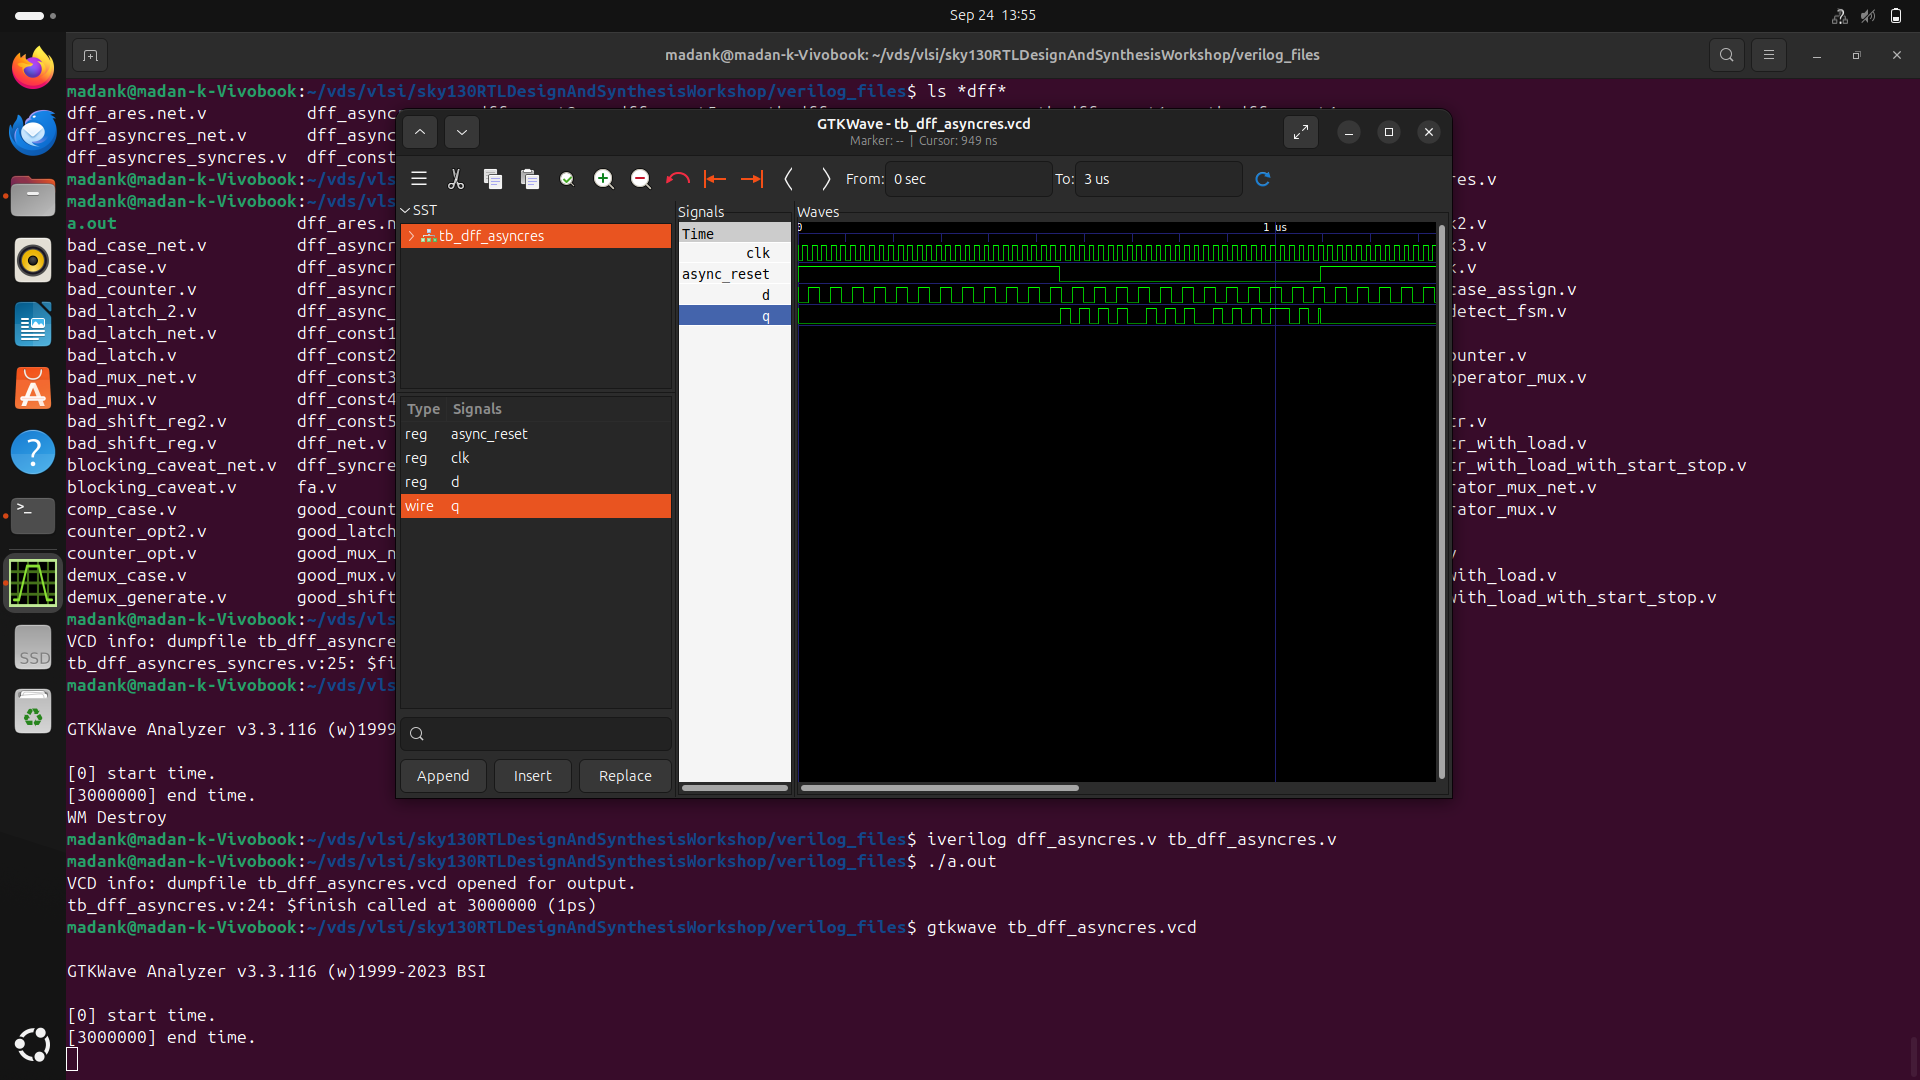 Sep 24 13:55
madank@madan-k-Vivobook: ~/vds/vlsi/sky130RTLDesignAndSynthesisWorkshop/verilog_files
madank@madan-k-Vivobook:~/vds/vlsi/sky130RTLDesignAndSynthesisWorkshop/verilog_files$ ls *dff*
dff_ares.net.v dff_async
dff_asyncres_net.v dff_async
dff_asyncres_syncres.v dff_const
madank@madan-k-Vivobook:~/vds/vls es.v
madank@madan-k-Vivobook:~/vds/vls
a.out dff_ares.n k2.v
bad_case_net.v dff_asyncr k3.v
bad_case.v dff_asyncr k.v
bad_counter.v dff_asyncr case_assign.v
bad_latch_2.v dff_async_ detect_fsm.v
bad_latch_net.v dff_const1
bad_latch.v dff_const2 ounter.v
bad_mux_net.v dff_const3 operator_mux.v
bad_mux.v dff_const4
bad_shift_reg2.v dff_const5 tr.v
bad_shift_reg.v dff_net.v tr_with_load.v
blocking_caveat_net.v dff_syncre tr_with_load_with_start_stop.v
blocking_caveat.v fa.v rator_mux_net.v
comp_case.v good_count rator_mux.v
counter_opt2.v good_latch
counter_opt.v good_mux_n
demux_case.v good_mux.v with_load.v
demux_generate.v good_shift with_load_with_start_stop.v
madank@madan-k-Vivobook:~/vds/vls
VCD info: dumpfile tb_dff_asyncre
tb_dff_asyncres_syncres.v:25: $fi
madank@madan-k-Vivobook:~/vds/vls
GTKWave Analyzer v3.3.116 (w)1999
[0] start time.
[3000000] end time.
WM Destroy
madank@madan-k-Vivobook:~/vds/vlsi/sky130RTLDesignAndSynthesisWorkshop/verilog_files$ iverilog dff_asyncres.v tb_dff_asyncres.v
madank@madan-k-Vivobook:~/vds/vlsi/sky130RTLDesignAndSynthesisWorkshop/verilog_files$ ./a.out
VCD info: dumpfile tb_dff_asyncres.vcd opened for output.
tb_dff_asyncres.v:24: $finish called at 3000000 (1ps)
madank@madan-k-Vivobook:~/vds/vlsi/sky130RTLDesignAndSynthesisWorkshop/verilog_files$ gtkwave tb_dff_asyncres.vcd
GTKWave Analyzer v3.3.116 (w)1999-2023 BSI
[0] start time.
[3000000] end time.
GTKWave - tb_dff_asyncres.vcd
Marker: -- | Cursor: 949 ns
From: 0 sec To: 3 us
SST
tb_dff_asyncres
Type Signals
reg async_reset
reg clk
reg d
wire q
Append Insert Replace
Signals
Time
clk
async_reset
d
q
Waves
0 1 us
SSD